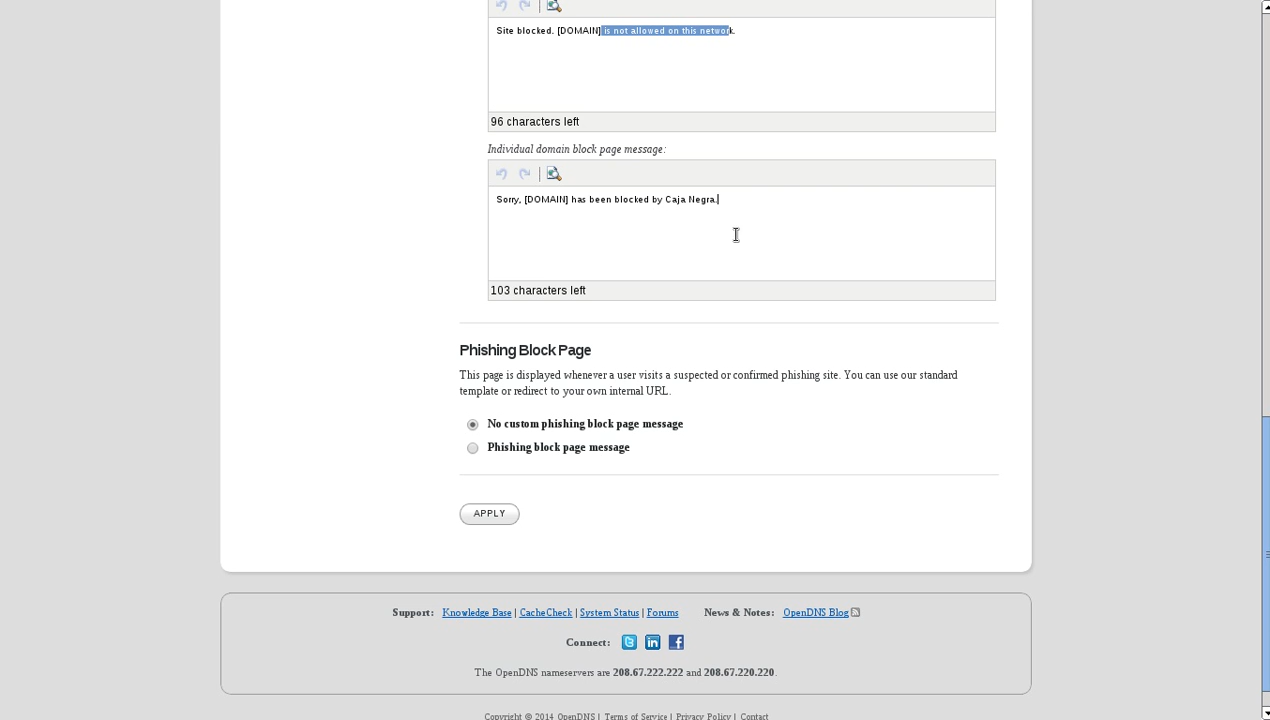 Site blocked. [DOMAIN] is not allowed on this network.
96 characters left
Individual domain block page message:
Sorry, [DOMAIN] has been blocked by Caja Negra.
103 characters left
Phishing Block Page
This page is displayed whenever a user visits a suspected or confirmed phishing site. You can use our standard
template or redirect to your own internal URL.
No custom phishing block page message
Phishing block page message
APPLY
Support: Knowledge Base | CacheCheck | System Status | Forums News & Notes: OpenDNS Blog
Connect:
The OpenDNS nameservers are 208.67.222.222 and 208.67.220.220.
Copyright © 2014 OpenDNS | Terms of Service | Privacy Policy | Contact